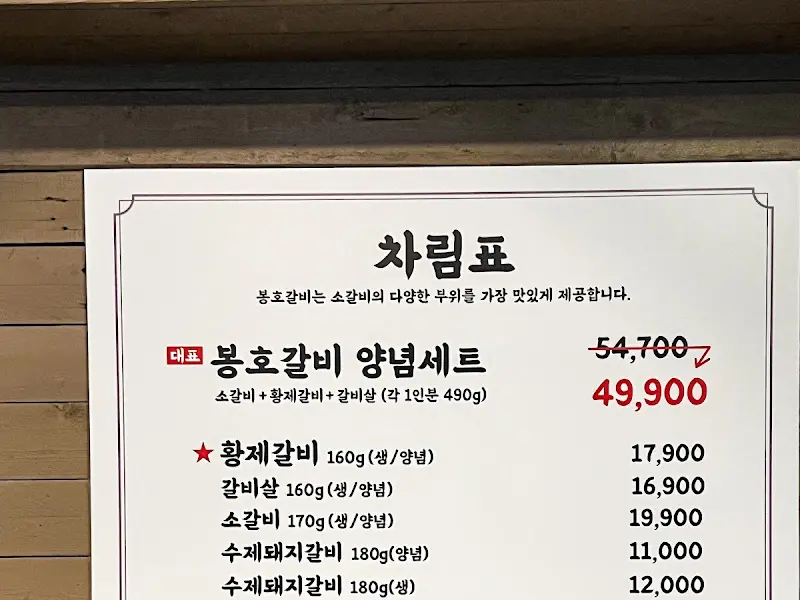 차림표
봉호갈비는 소갈비의 다양한 부위를 가장 맛있게 제공합니다.
대표 봉호갈비 양념세트 54,700
소갈비+황제갈비+갈비살 (각 1인분 490g) 49,900
★ 황제갈비 160g(생/양념) 17,900
갈비살 160g(생/양념) 16,900
소갈비 170g(생/양념) 19,900
수제돼지갈비 180g(양념) 11,000
수제돼지갈비 180g(생) 12,000